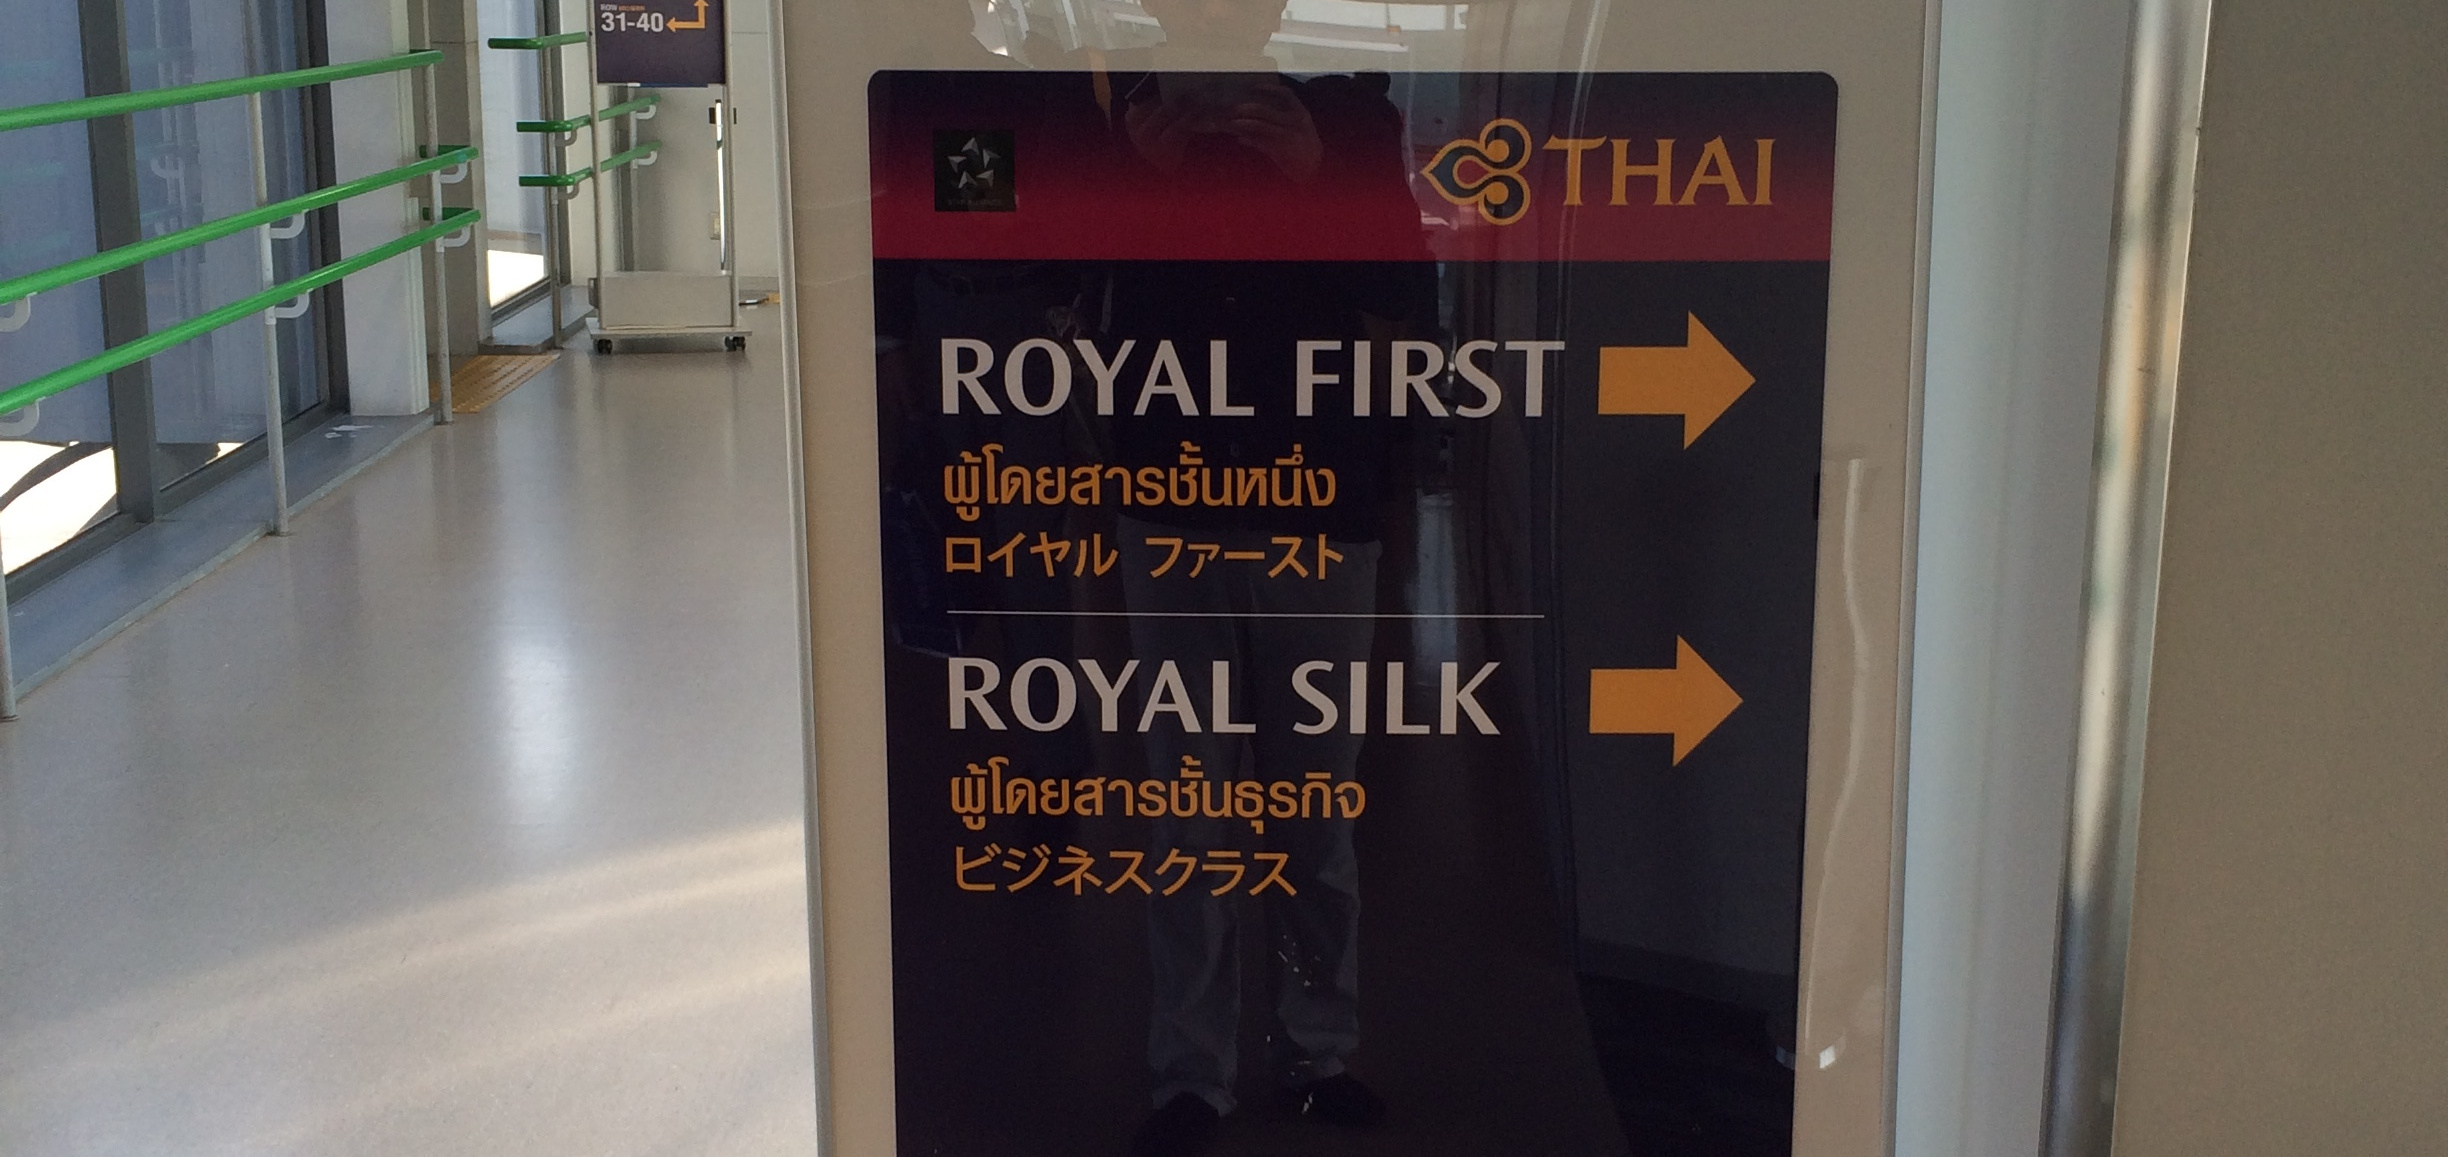 31-40
THAI
ROYAL FIRST
ผู้โดยสารชั้นหนึ่ง
ロイヤル ファースト
ROYAL SILK
ผู้โดยสารชั้นธุรกิจ
ビジネスクラス